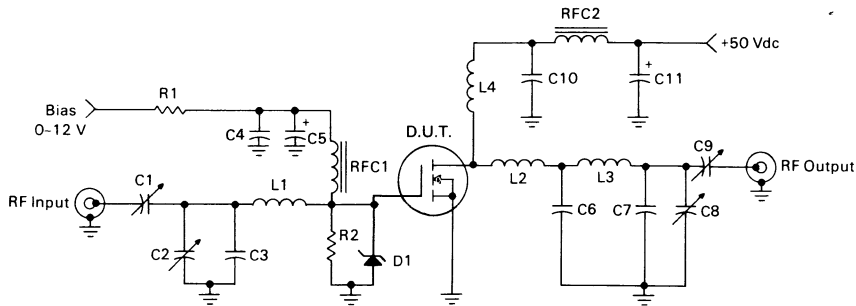 RFC2
+50 Vdc
+
C10
C11
L4
R1
Bias
0~12 V
+
C4
C5
RFC1
D.U.T.
C9
RF Output
C1
L1
L2
L3
RF Input
C6
C7
C8
C2
C3
R2
D1